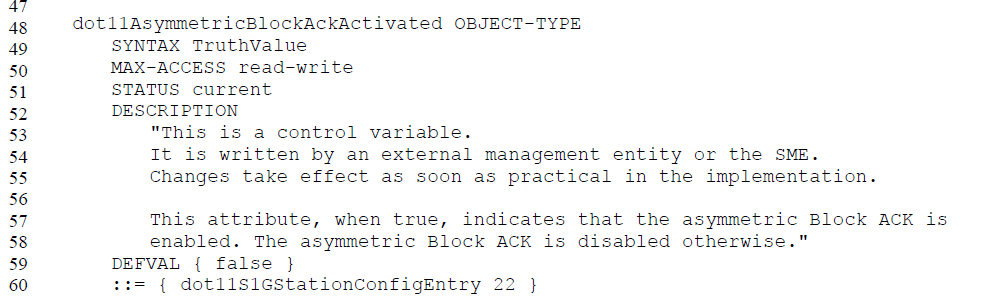 47
48 dot11AsymmetricBlockAckActivated OBJECT-TYPE
49 SYNTAX TruthValue
50 MAX-ACCESS read-write
51 STATUS current
52 DESCRIPTION
53 "This is a control variable.
54 It is written by an external management entity or the SME.
55 Changes take effect as soon as practical in the implementation.
56
57 This attribute, when true, indicates that the asymmetric Block ACK is
58 enabled. The asymmetric Block ACK is disabled otherwise."
59 DEFVAL { false }
60 ::= { dot11S1GStationConfigEntry 22 }